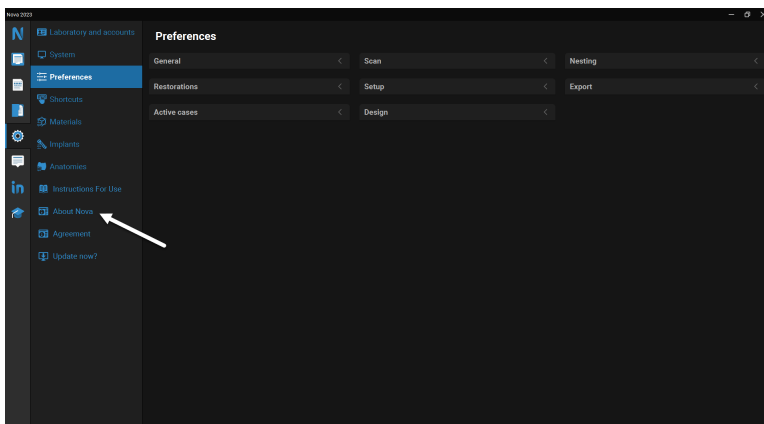 Nova 2023
N
Laboratory and accounts
System
Preferences
Shortcuts
Materials
Implants
Anatomies
Instructions For Use
About Nova
Agreement
Update now?
in
Preferences
General
Scan
Nesting
Restorations
Setup
Export
Active cases
Design